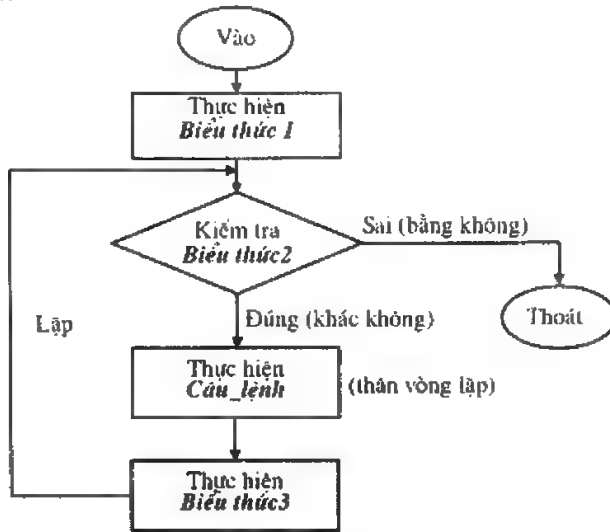 Vào
Thực hiện
Biểu thức 1
Kiểm tra
Biểu thức2
Sai (bằng không)
Thoát
Đúng (khác không)
Lặp
Thực hiện
Câu_lệnh
(thân vòng lặp)
Thực hiện
Biểu thức3